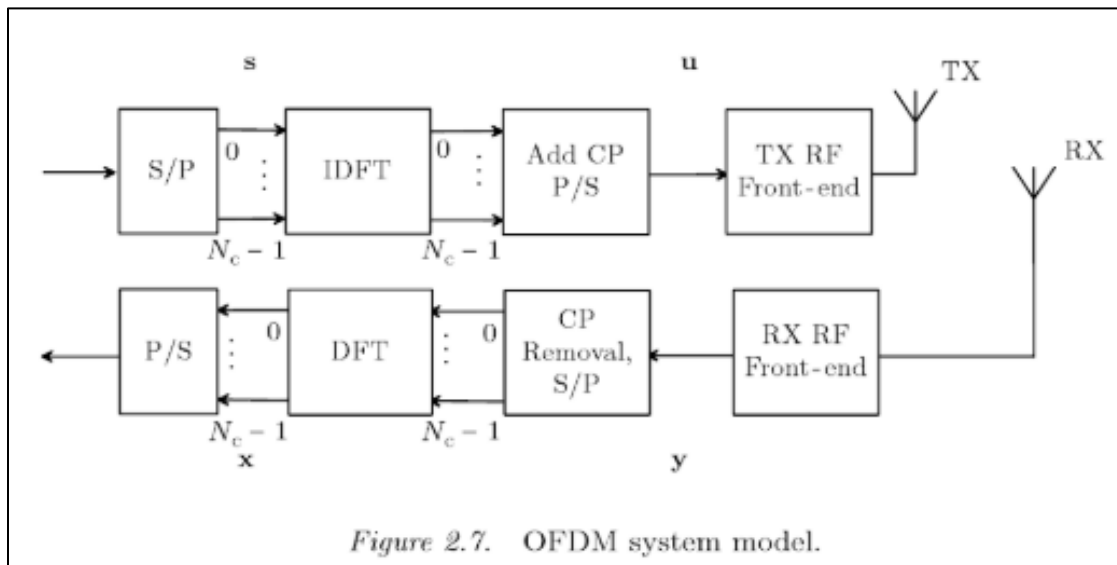 s
u
TX
RX
S/P
0
⋮
N_c − 1
IDFT
0
⋮
N_c − 1
Add CP
P/S
TX RF
Front-end
P/S
0
⋮
N_c − 1
DFT
0
⋮
N_c − 1
CP
Removal,
S/P
RX RF
Front-end
x
y
Figure 2.7. OFDM system model.